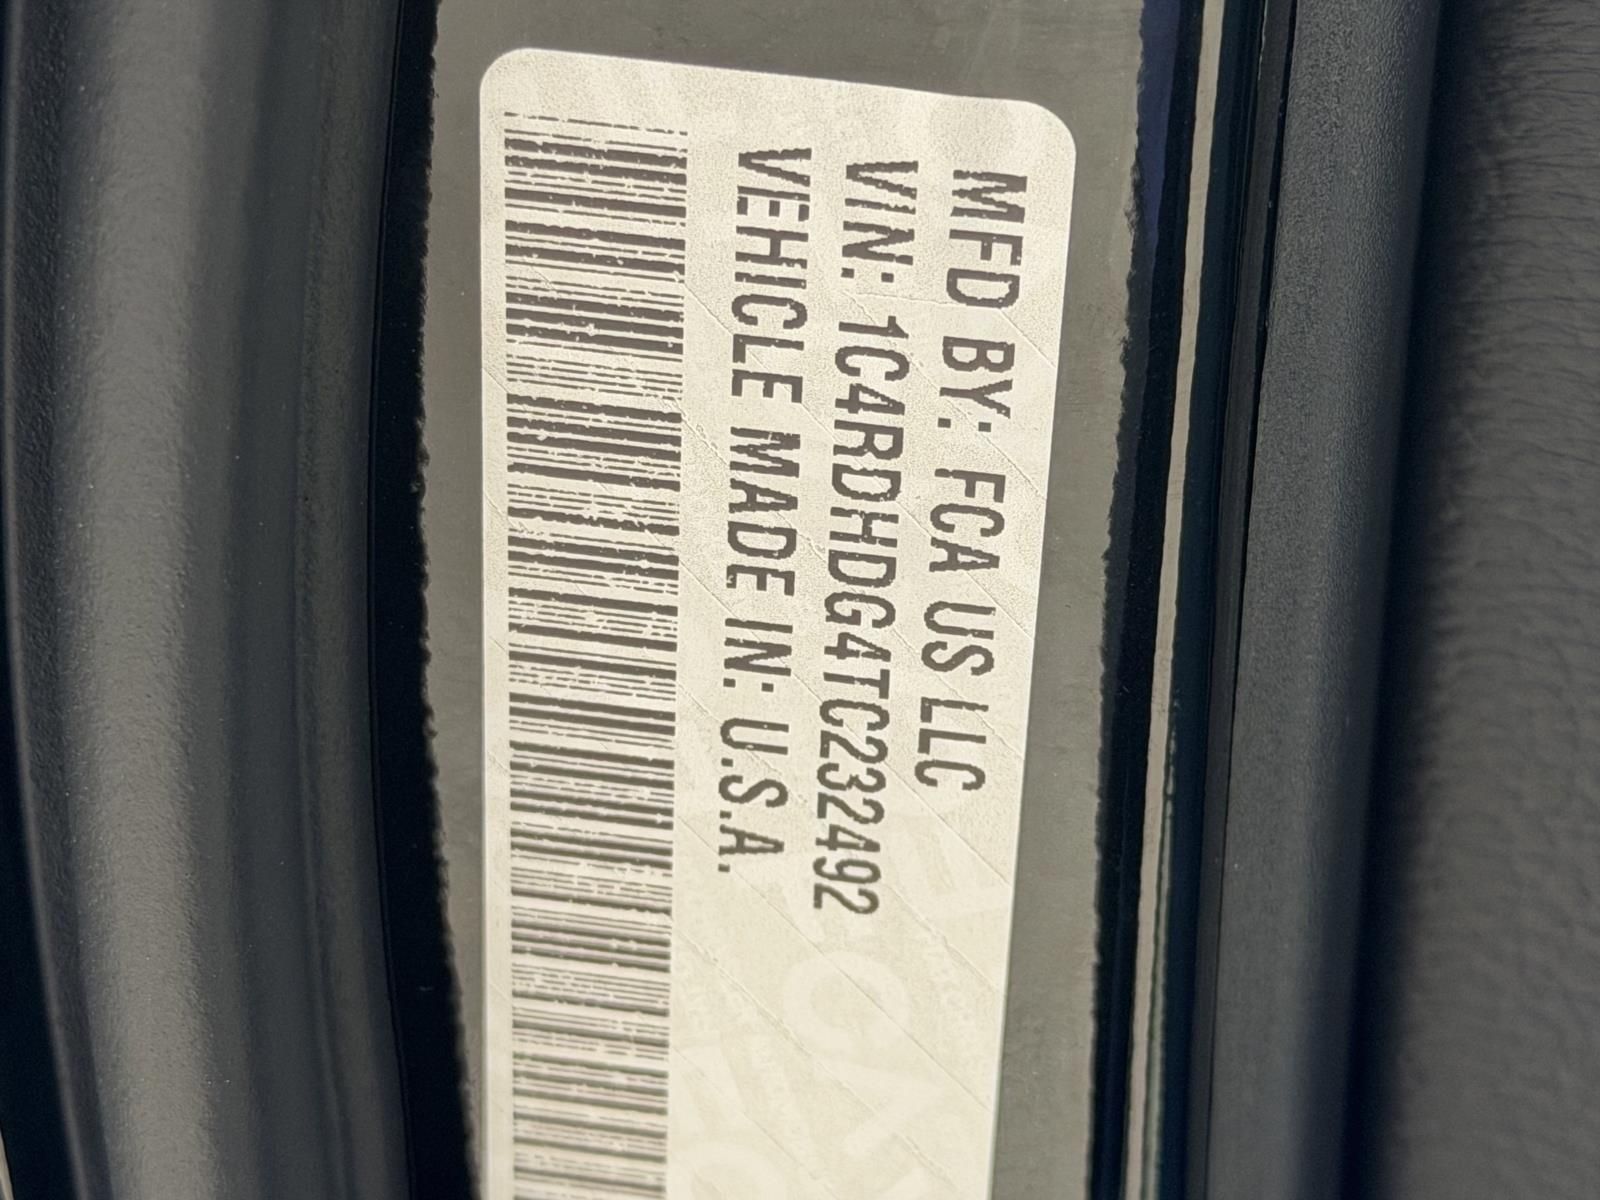 MFD BY: FCA US LLC
VIN: 1C4RDHDG4TC232492
VEHICLE MADE IN: U.S.A.